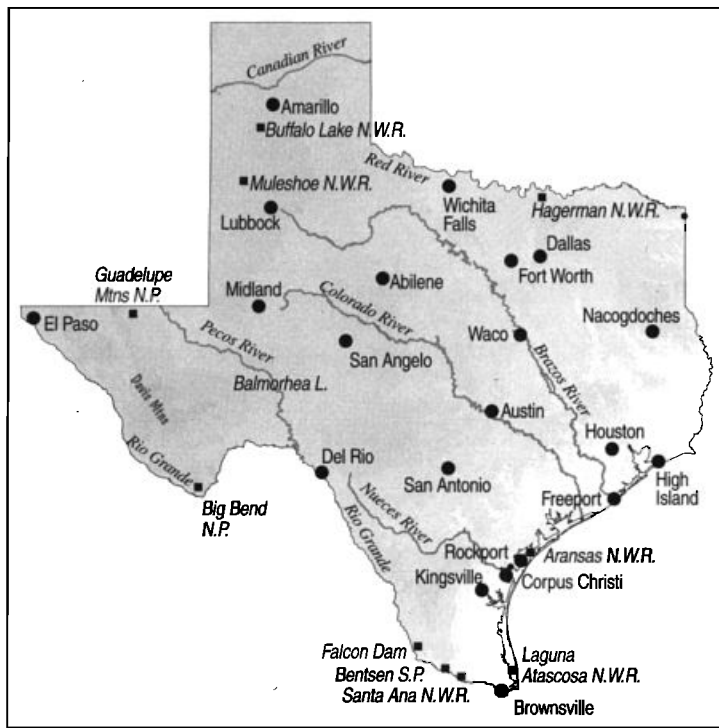 Canadian River
Amarillo
Buffalo Lake N.W.R.
Red River
Muleshoe N.W.R.
Wichita
Falls
Hagerman N.W.R.
Lubbock
Dallas
Fort Worth
Guadelupe
Mtns N.P.
Midland
Abilene
El Paso
Colorado River
Nacogdoches
Pecos River
San Angelo
Waco
Brazos River
Balmorhea L.
Davis Mtns
Austin
Houston
High
Island
Rio Grande
Del Rio
San Antonio
Freeport
Big Bend
N.P.
Nueces River
Rio Grande
Rockport
Aransas N.W.R.
Kingsville
Corpus Christi
Falcon Dam
Bentsen S.P.
Santa Ana N.W.R.
Laguna
Atascosa N.W.R.
Brownsville